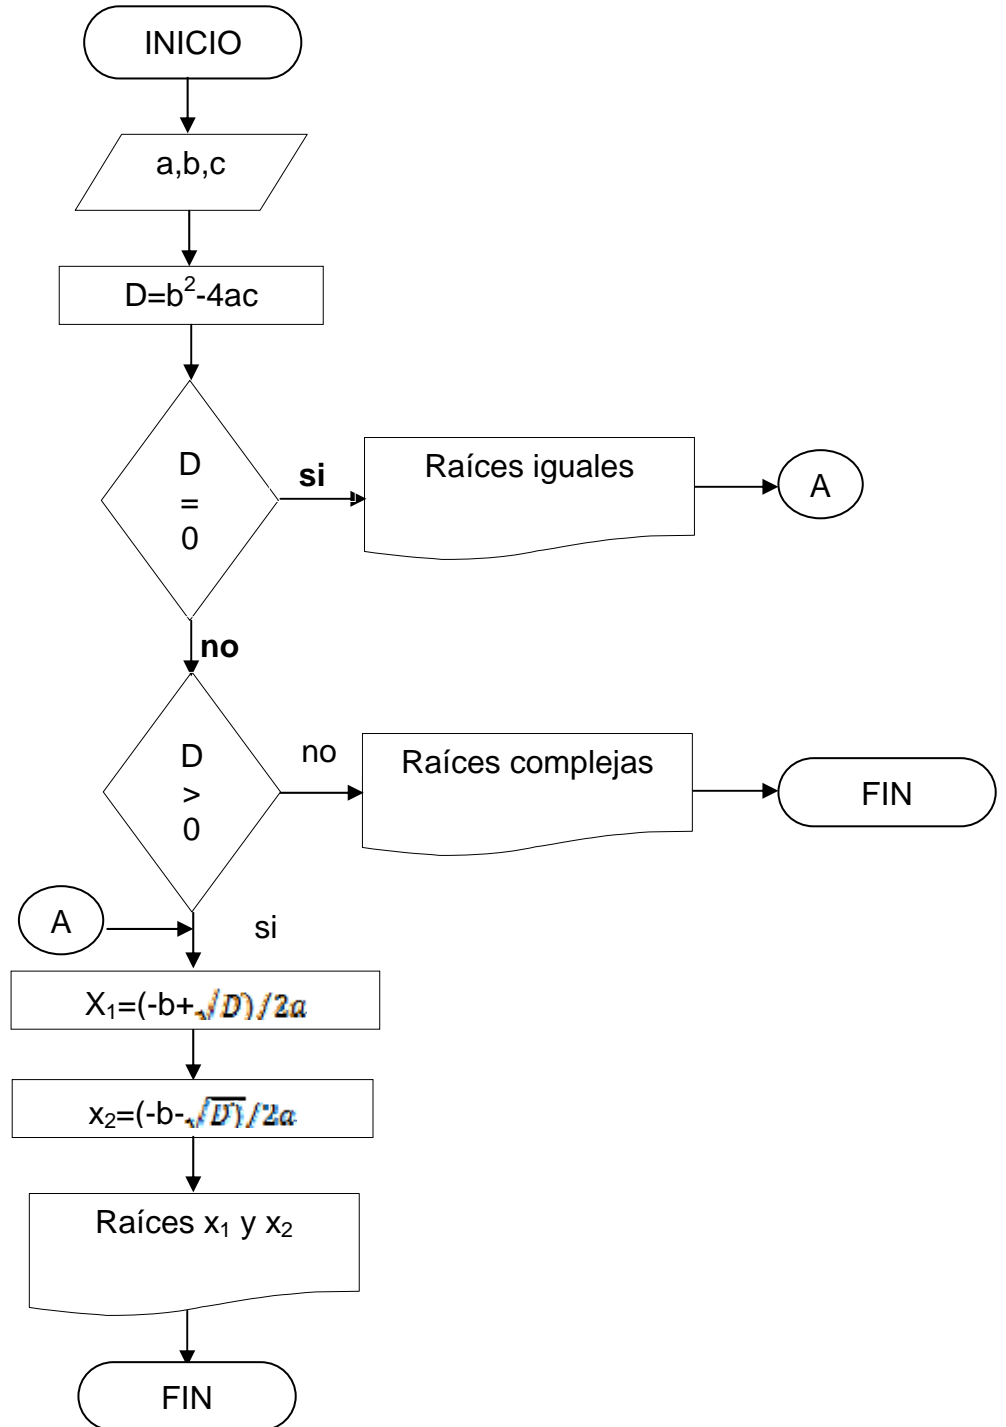 INICIO
a,b,c
D=b²-4ac
D
=
0
si
Raíces iguales
A
no
D
>
0
no
Raíces complejas
FIN
A
si
X₁=(-b+√D)/2a
x₂=(-b-√D)/2a
Raíces x₁ y x₂
FIN